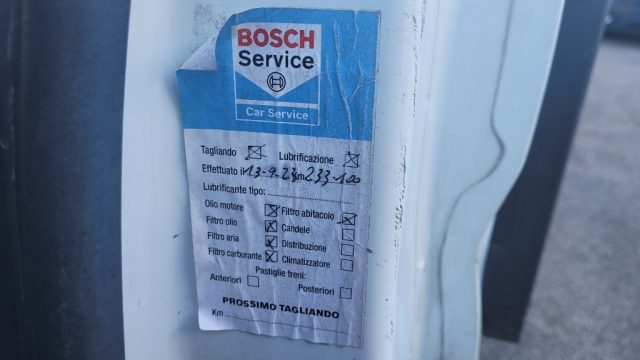 BOSCH
Service
Car Service
Tagliando Lubrificazione
Effettuato il 13-9-23 Km 233.100
Lubrificante tipo:
Olio motore Filtro abitacolo
Filtro olio Candele
Filtro aria Distribuzione
Filtro carburante Climatizzatore
Pastiglie freni:
Anteriori Posteriori
PROSSIMO TAGLIANDO
Km